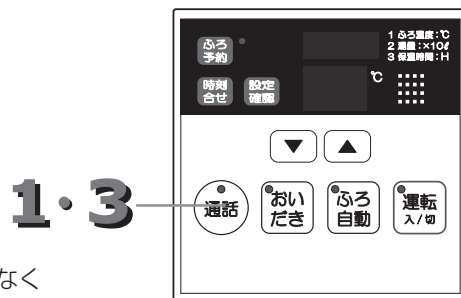 ふろ
予約
1 ふろ温度:℃
2 湯量:×10ℓ
3 保温時間:H
時刻
合せ
設定
確認
℃
▼
▲
1・3
通話
おい
だき
ふろ
自動
運転
入/切
なく